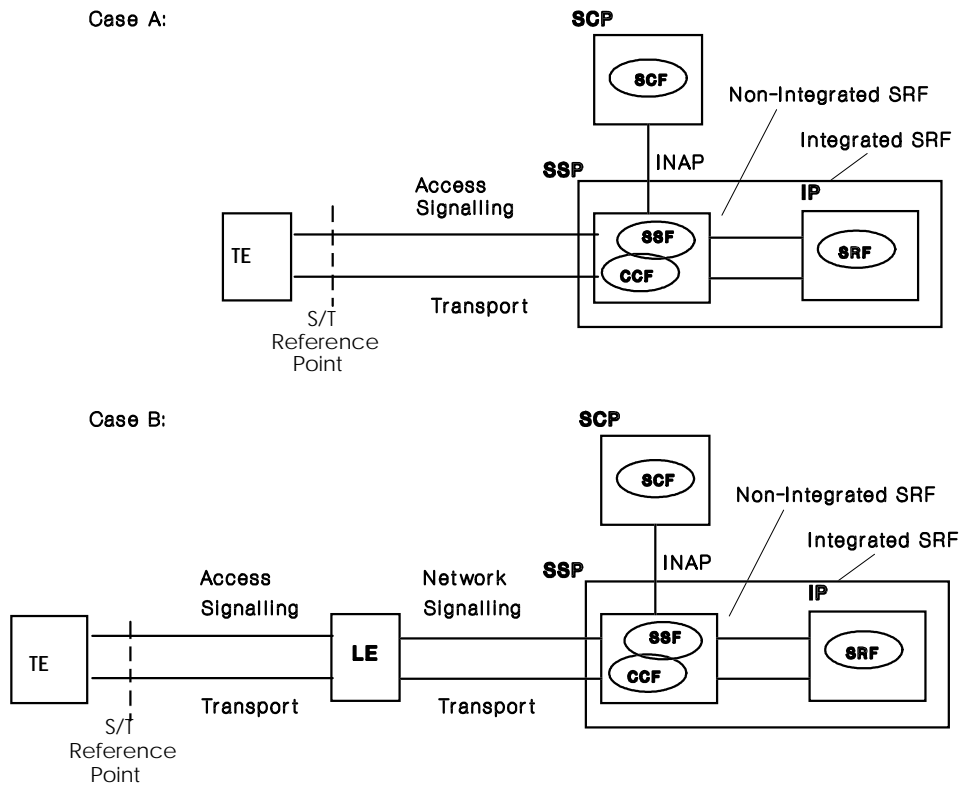 Case A:
SCP
SCF
Non-Integrated SRF
Integrated SRF
INAP
SSP
IP
Access
Signalling
SSF
SRF
TE
CCF
Transport
S/T
Reference
Point
Case B:
SCP
SCF
Non-Integrated SRF
Integrated SRF
INAP
SSP
IP
Access
Signalling
Network
Signalling
SSF
SRF
TE
LE
CCF
Transport
Transport
S/T
Reference
Point